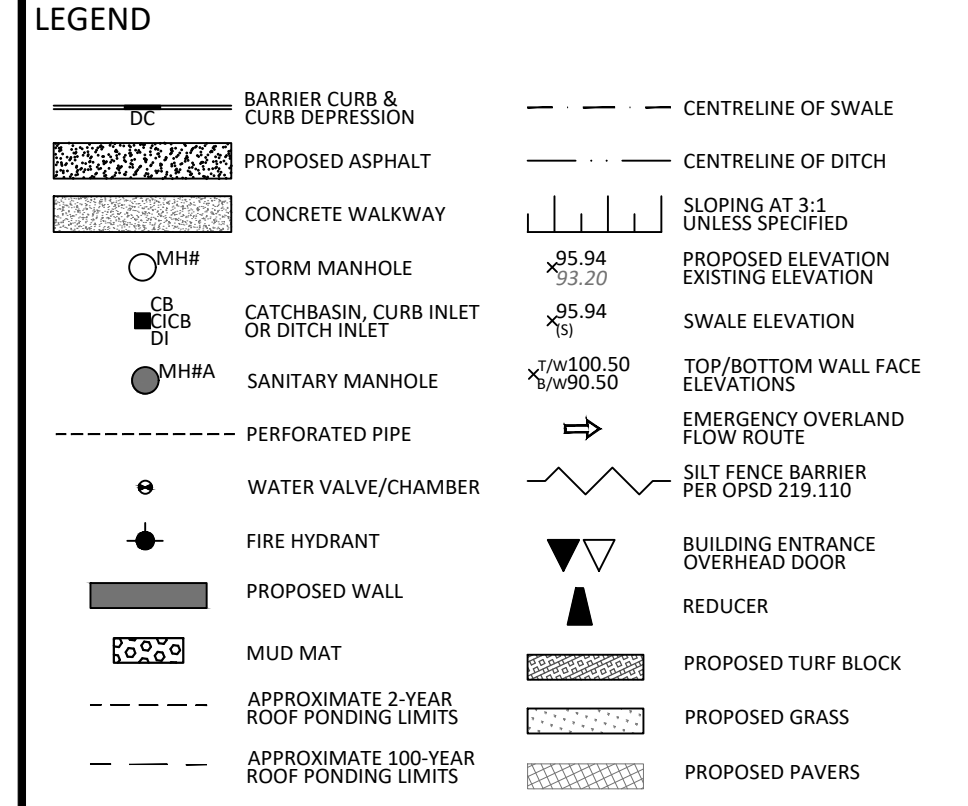 LEGEND
DC
BARRIER CURB &
CURB DEPRESSION
PROPOSED ASPHALT
CONCRETE WALKWAY
MH#
STORM MANHOLE
CB
CICB
DI
CATCHBASIN, CURB INLET
OR DITCH INLET
MH#A
SANITARY MANHOLE
PERFORATED PIPE
WATER VALVE/CHAMBER
FIRE HYDRANT
PROPOSED WALL
MUD MAT
APPROXIMATE 2-YEAR
ROOF PONDING LIMITS
APPROXIMATE 100-YEAR
ROOF PONDING LIMITS
CENTRELINE OF SWALE
CENTRELINE OF DITCH
SLOPING AT 3:1
UNLESS SPECIFIED
95.94
93.20
PROPOSED ELEVATION
EXISTING ELEVATION
95.94
(S)
SWALE ELEVATION
T/W100.50
B/W90.50
TOP/BOTTOM WALL FACE
ELEVATIONS
EMERGENCY OVERLAND
FLOW ROUTE
SILT FENCE BARRIER
PER OPSD 219.110
BUILDING ENTRANCE
OVERHEAD DOOR
REDUCER
PROPOSED TURF BLOCK
PROPOSED GRASS
PROPOSED PAVERS